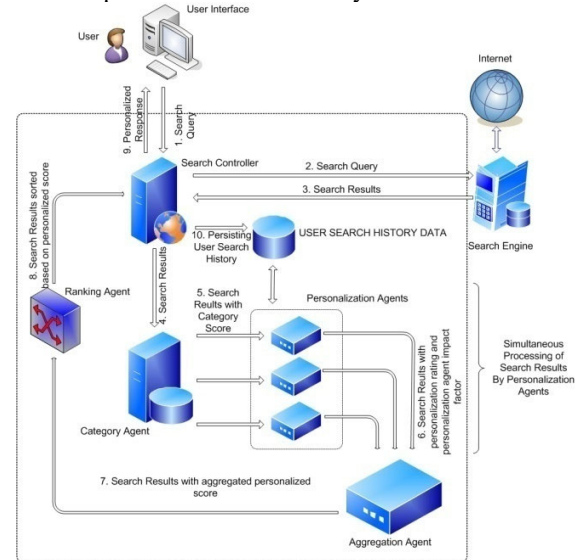 User Interface
User
Internet
9. Personalized
Response
1. Search
Query
Search Controller
2. Search Query
3. Search Results
Search Engine
8. Search Results sorted
based on personalized score
10. Persisting
User Search
History
USER SEARCH HISTORY DATA
Ranking Agent
4. Search Results
5. Search
Reults with
Category
Score
Personalization Agents
6. Search Reults with
personalization rating and
personalization agent impact
factor
Simultaneous
Processing of
Search Results
By Personalization
Agents
Category Agent
7. Search Results with aggregated personalized
score
Aggregation Agent